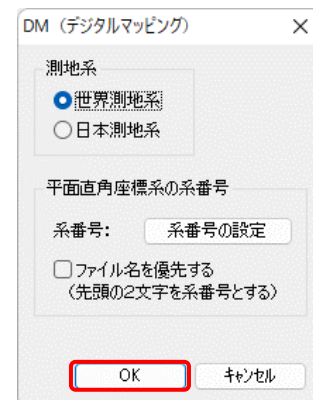 DM（デジタルマッピング）
測地系
世界測地系
日本測地系
平面直角座標系の系番号
系番号：
系番号の設定
ファイル名を優先する
（先頭の2文字を系番号とする）
OK
キャンセル